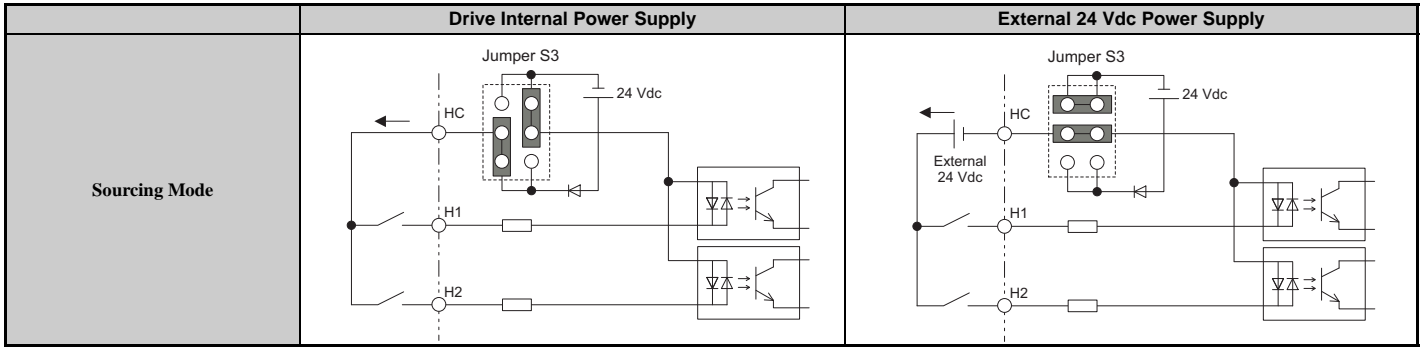 Drive Internal Power Supply
External 24 Vdc Power Supply
Sourcing Mode
Jumper S3
24 Vdc
HC
H1
H2
Jumper S3
24 Vdc
HC
External
24 Vdc
H1
H2